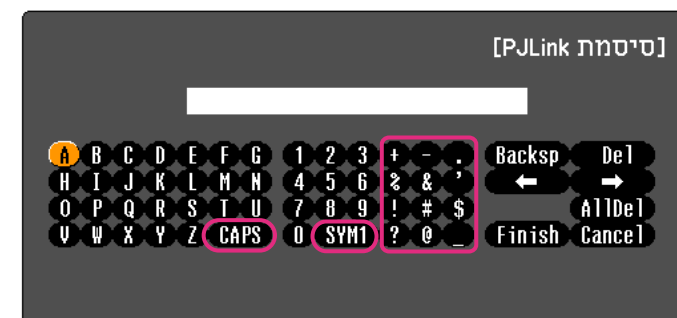 [סיסמת PJLink]
A B C D E F G 1 2 3 + - . Backsp Del
H I J K L M N 4 5 6 % & ’ ← →
O P Q R S T U 7 8 9 ! # $ AllDel
V W X Y Z CAPS 0 SYM1 ? @ _ Finish Cancel